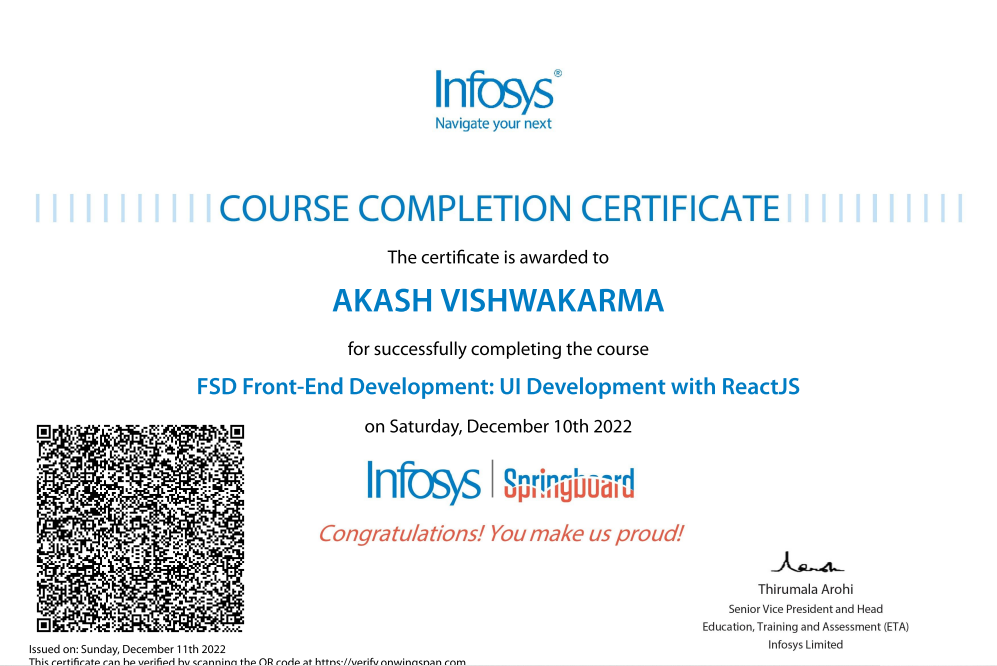 Infosys®
Navigate your next
COURSE COMPLETION CERTIFICATE
The certificate is awarded to
AKASH VISHWAKARMA
for successfully completing the course
FSD Front-End Development: UI Development with ReactJS
on Saturday, December 10th 2022
Infosys | Springboard
Congratulations! You make us proud!
Thirumala Arohi
Senior Vice President and Head
Education, Training and Assessment (ETA)
Infosys Limited
Issued on: Sunday, December 11th 2022
This certificate can be verified by scanning the QR code at https://verify.onwingspan.com